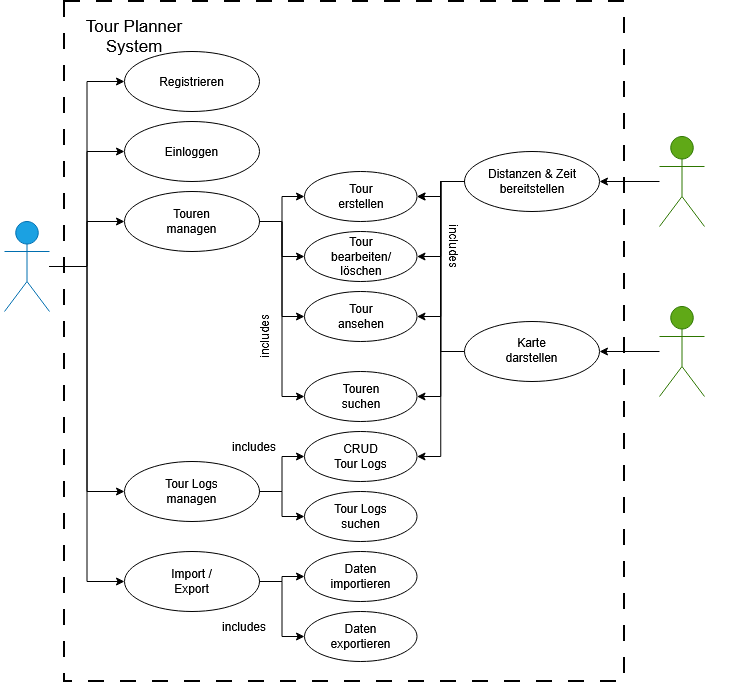 Tour Planner
System
Registrieren
Einloggen
Touren
managen
Tour
erstellen
Tour
bearbeiten/
löschen
Tour
ansehen
Touren
suchen
includes
Distanzen & Zeit
bereitstellen
includes
Karte
darstellen
Tour Logs
managen
includes
CRUD
Tour Logs
Tour Logs
suchen
Import /
Export
includes
Daten
importieren
Daten
exportieren